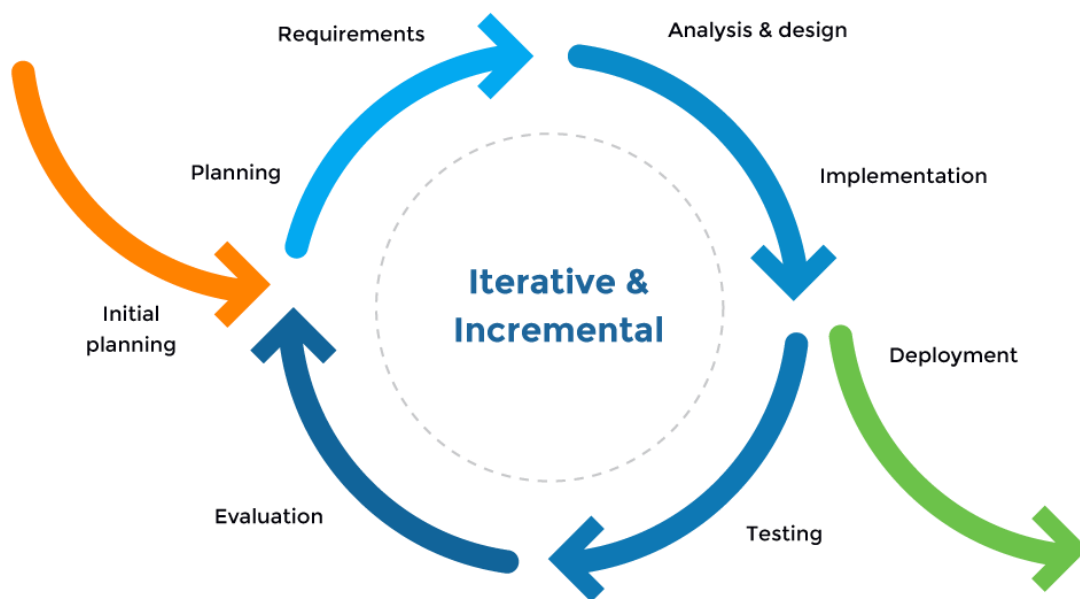 Requirements
Analysis & design
Planning
Implementation
Iterative &
Incremental
Initial
planning
Deployment
Evaluation
Testing